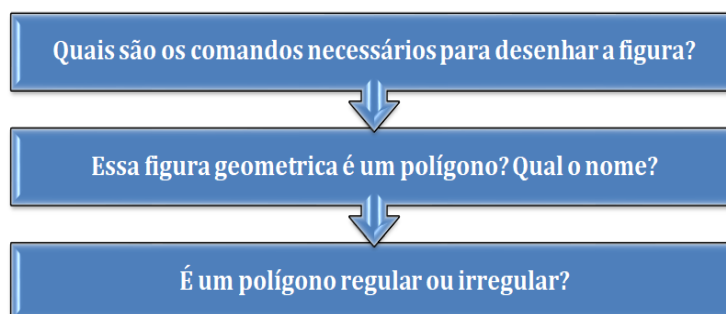 Quais são os comandos necessários para desenhar a figura?
Essa figura geometrica é um polígono? Qual o nome?
É um polígono regular ou irregular?